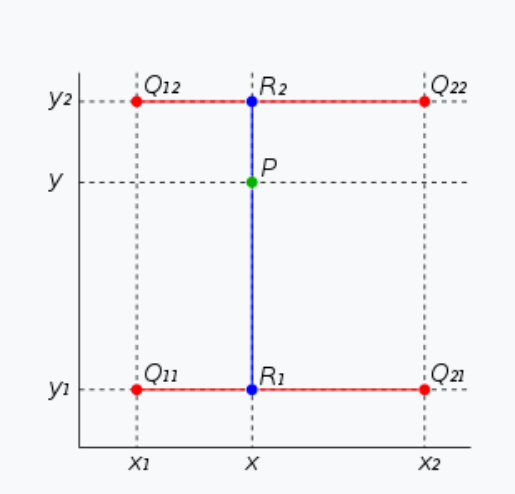 Q₁₂ R₂ Q₂₂
y₂
P
y
Q₁₁ R₁ Q₂₁
y₁
x₁ x x₂